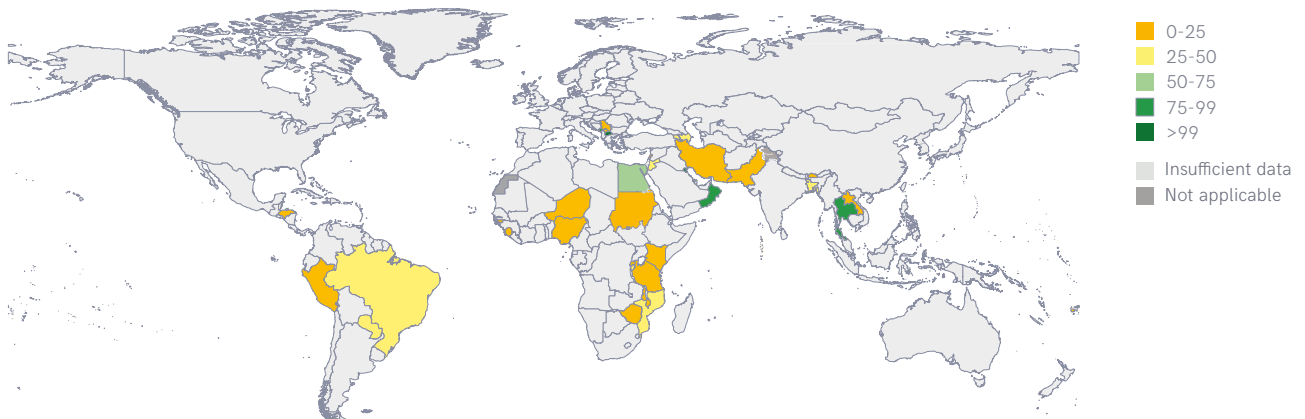 0-25
25-50
50-75
75-99
>99
Insufficient data
Not applicable